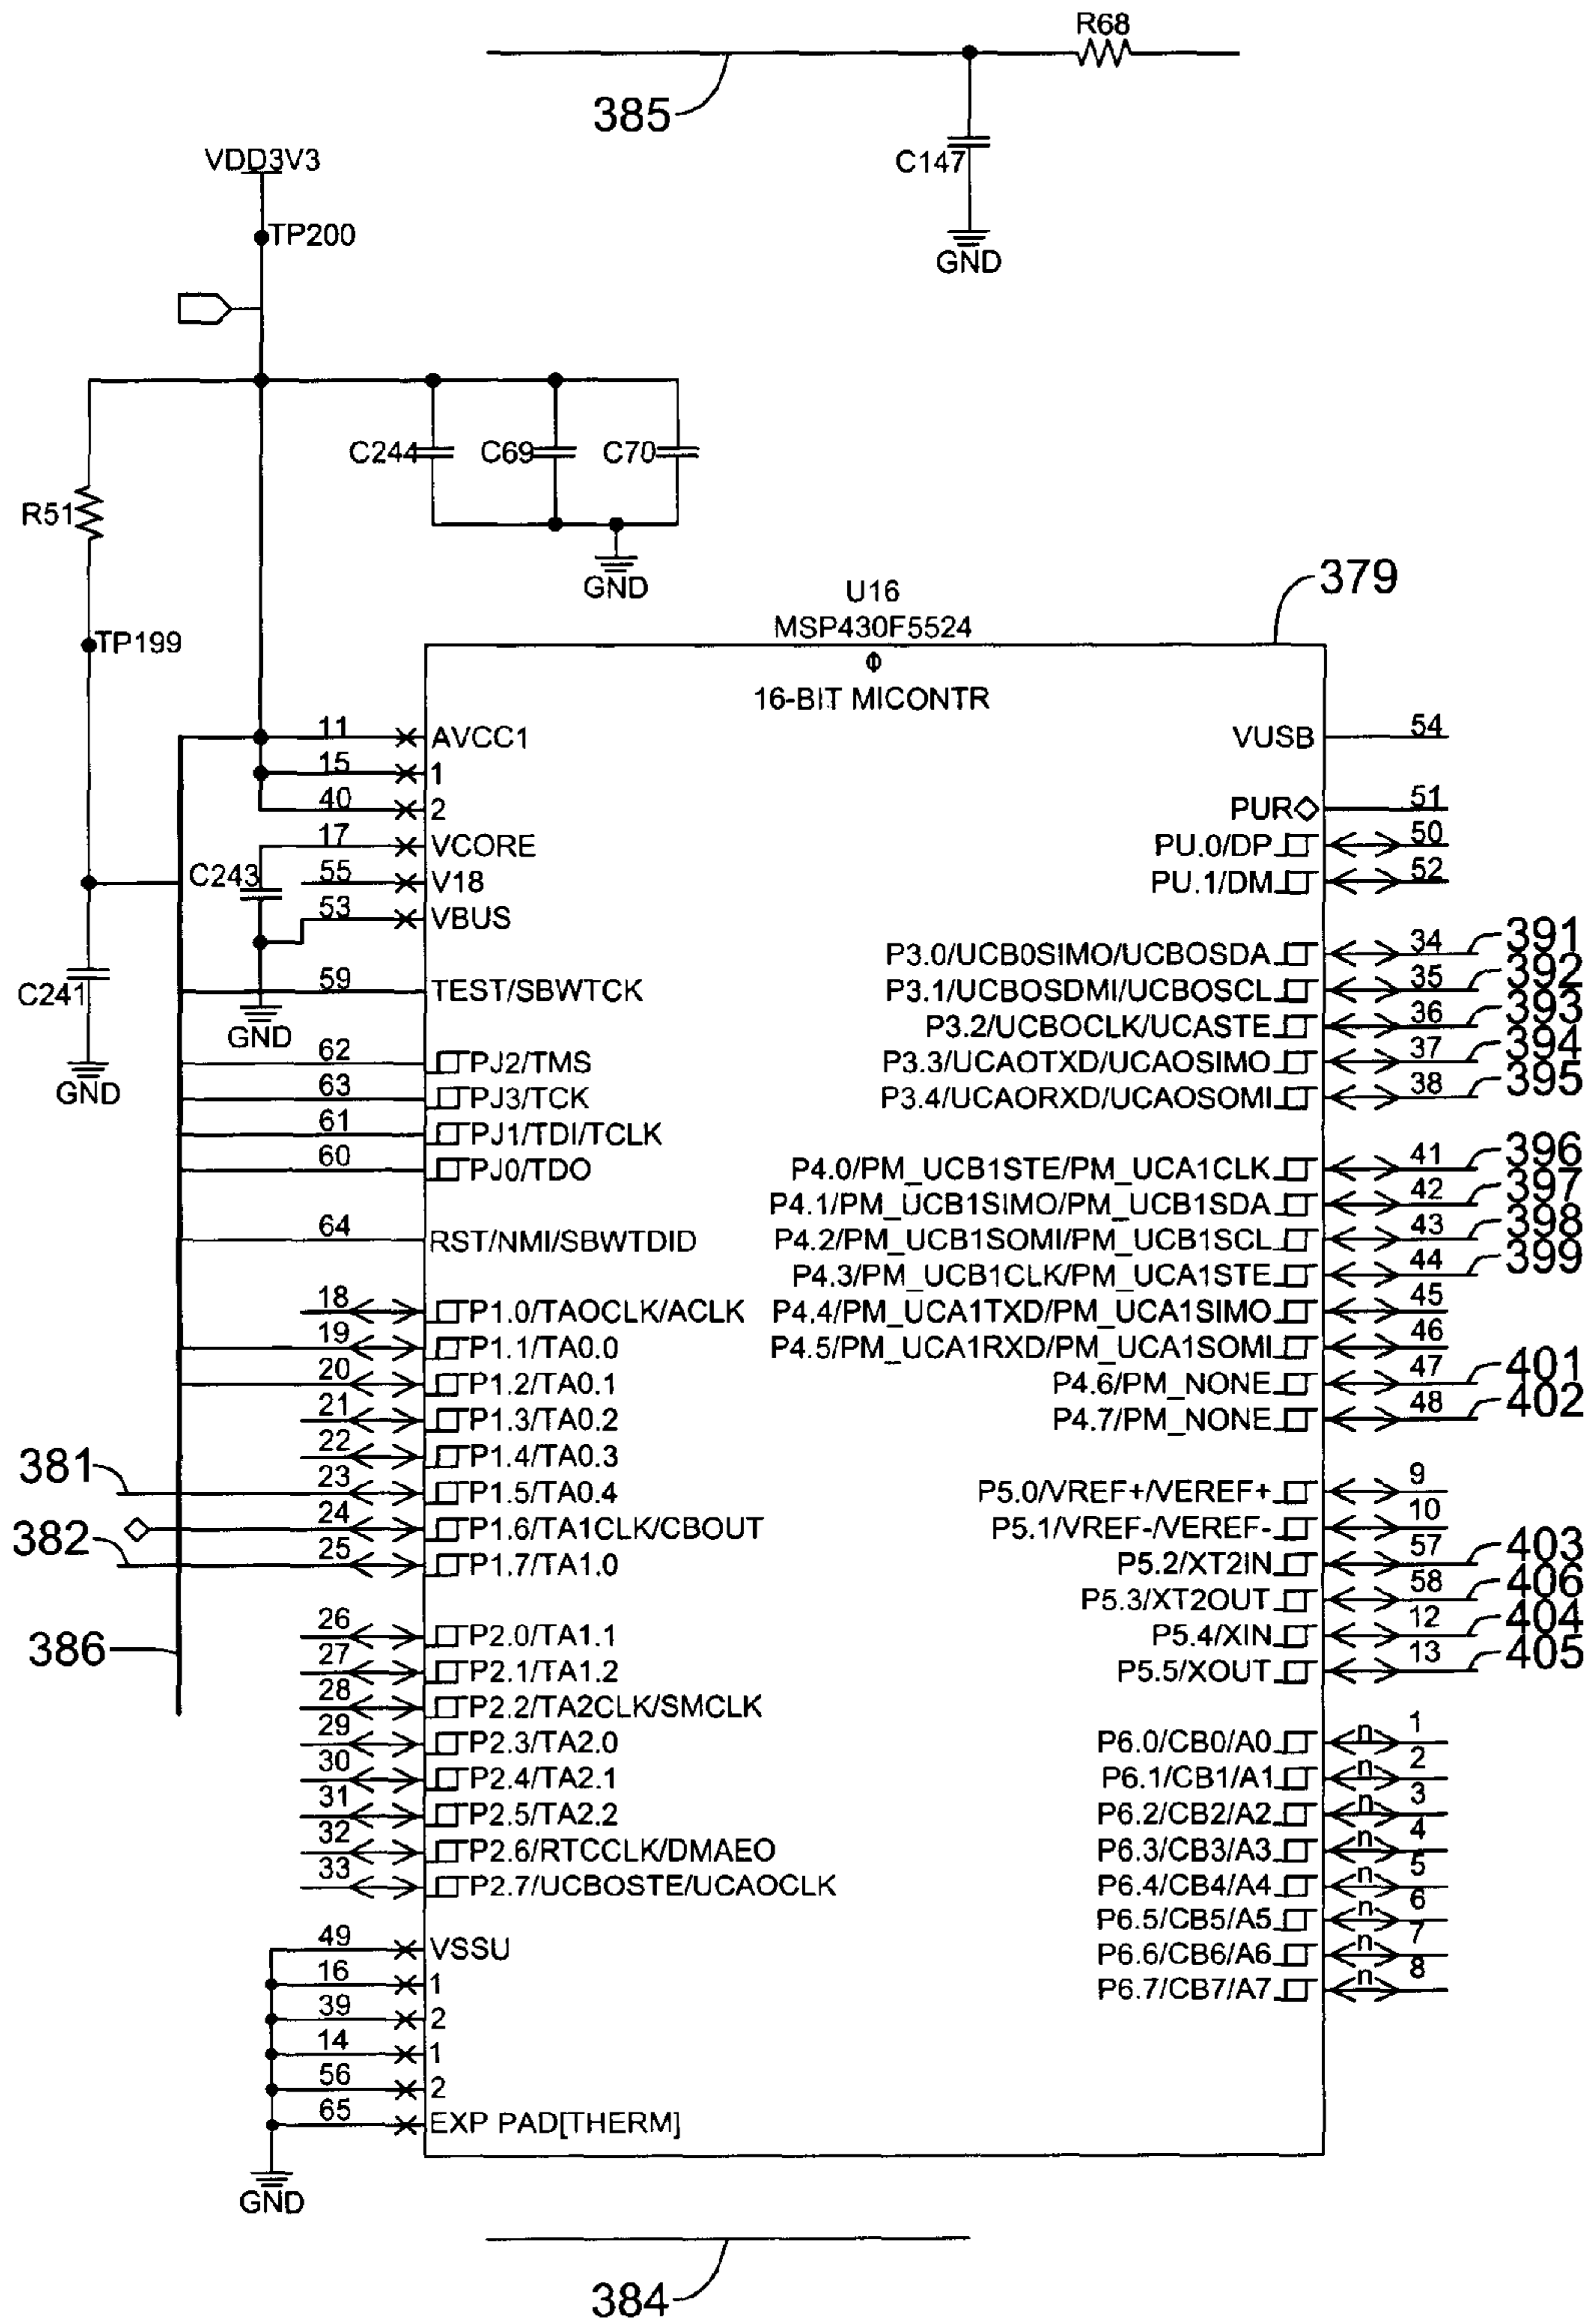 R68
385
C147
GND
VDD3V3
TP200
C244 C69 C70
R51
GND
TP199
379
U16
MSP430F5524
Φ
16-BIT MICONTR
11 AVCC1
15 1
40 2
17 VCORE
C243
55 V18
53 VBUS
C241
59 TEST/SBWTCK
GND
GND
62 PJ2/TMS
63 PJ3/TCK
61 PJ1/TDI/TCLK
60 PJ0/TDO
64 RST/NMI/SBWTDID
18 P1.0/TAOCLK/ACLK
19 P1.1/TA0.0
20 P1.2/TA0.1
21 P1.3/TA0.2
22 P1.4/TA0.3
381 23 P1.5/TA0.4
24 P1.6/TA1CLK/CBOUT
382 25 P1.7/TA1.0
386
26 P2.0/TA1.1
27 P2.1/TA1.2
28 P2.2/TA2CLK/SMCLK
29 P2.3/TA2.0
30 P2.4/TA2.1
31 P2.5/TA2.2
32 P2.6/RTCCLK/DMAEO
33 P2.7/UCBOSTE/UCAOCLK
49 VSSU
16 1
39 2
14 1
56 2
65 EXP PAD[THERM]
GND
VUSB 54
PUR 51
PU.0/DP 50
PU.1/DM 52
P3.0/UCB0SIMO/UCBOSDA 34 391
P3.1/UCBOSDMI/UCBOSCL 35 392
P3.2/UCBOCLK/UCASTE 36 393
P3.3/UCAOTXD/UCAOSIMO 37 394
P3.4/UCAORXD/UCAOSOMI 38 395
P4.0/PM_UCB1STE/PM_UCA1CLK 41 396
P4.1/PM_UCB1SIMO/PM_UCB1SDA 42 397
P4.2/PM_UCB1SOMI/PM_UCB1SCL 43 398
P4.3/PM_UCB1CLK/PM_UCA1STE 44 399
P4.4/PM_UCA1TXD/PM_UCA1SIMO 45
P4.5/PM_UCA1RXD/PM_UCA1SOMI 46
P4.6/PM_NONE 47 401
P4.7/PM_NONE 48 402
P5.0/VREF+/VEREF+ 9
P5.1/VREF-/VEREF- 10
P5.2/XT2IN 57 403
P5.3/XT2OUT 58 406
P5.4/XIN 12 404
P5.5/XOUT 13 405
P6.0/CB0/A0 n 1
P6.1/CB1/A1 n 2
P6.2/CB2/A2 n 3
P6.3/CB3/A3 n 4
P6.4/CB4/A4 n 5
P6.5/CB5/A5 n 6
P6.6/CB6/A6 n 7
P6.7/CB7/A7 n 8
384